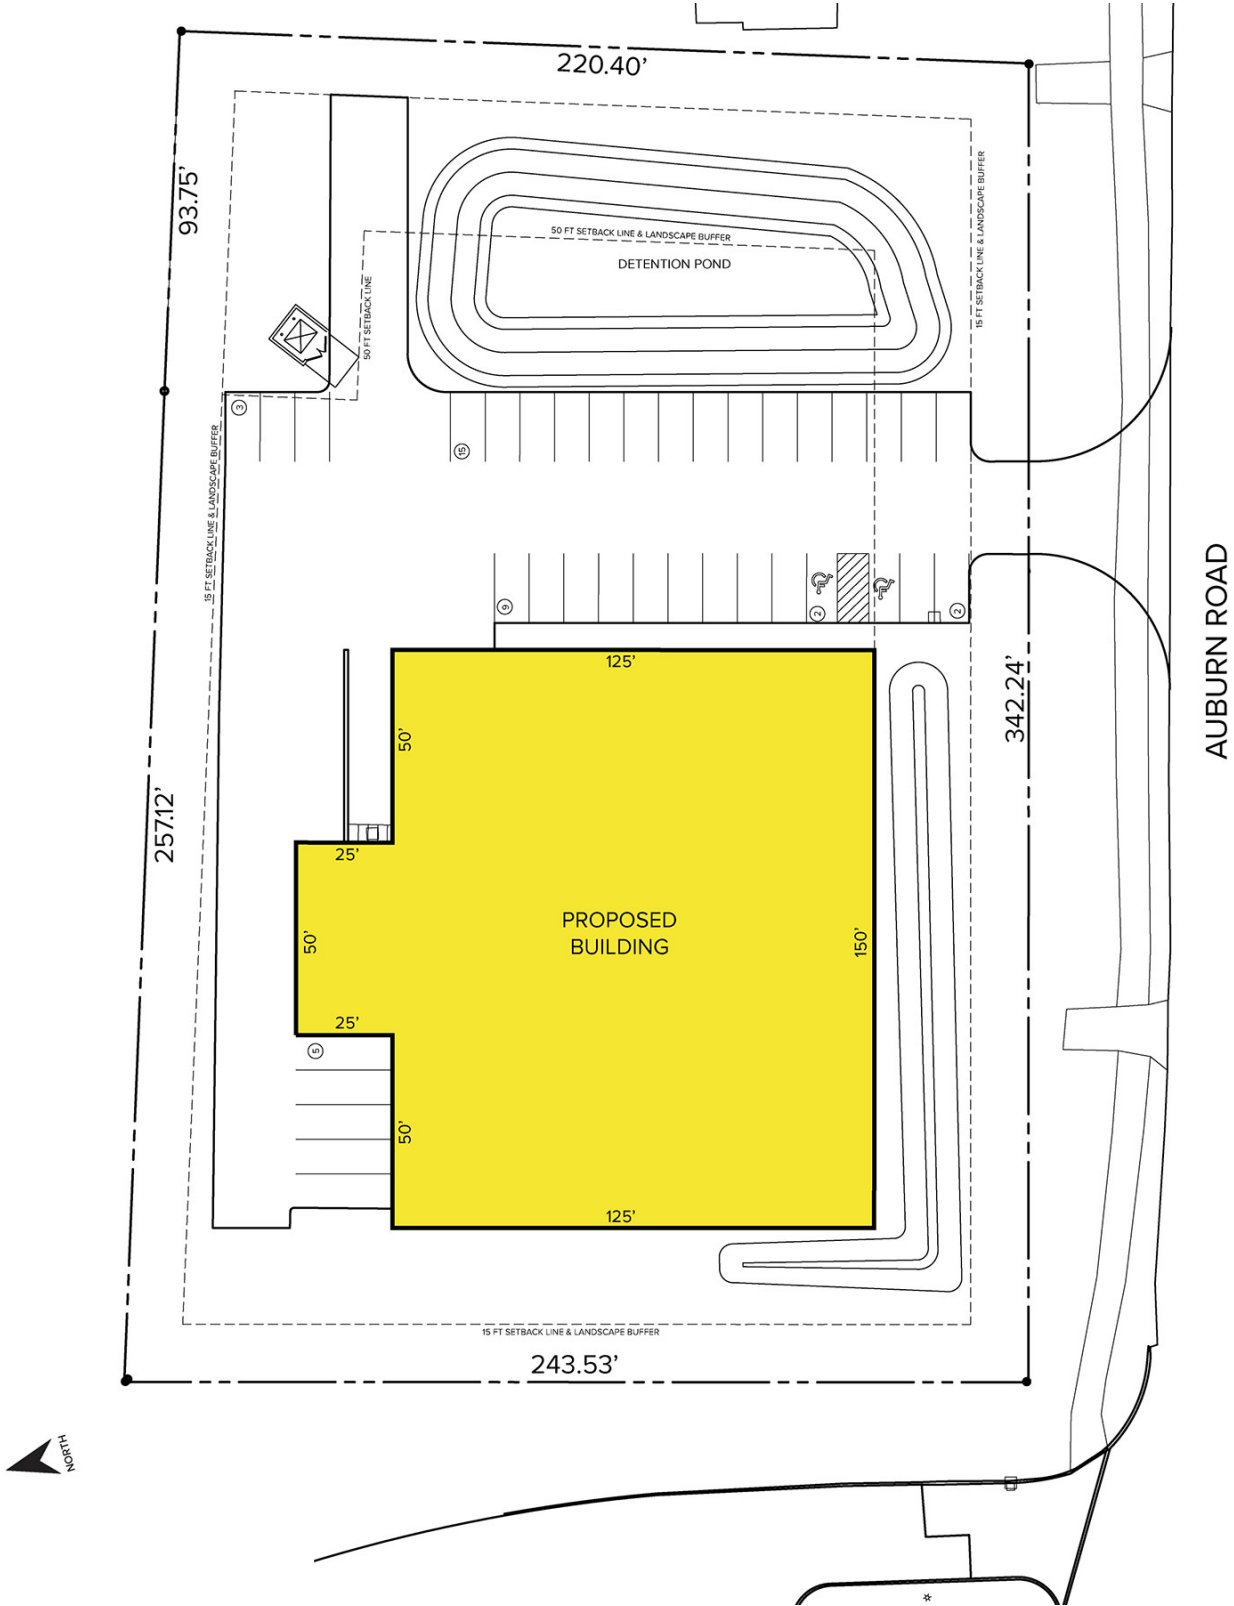 220.40'
93.75'
15 FT SETBACK LINE & LANDSCAPE BUFFER
50 FT SETBACK LINE & LANDSCAPE BUFFER
DETENTION POND
50 FT SETBACK LINE
3
15
15 FT SETBACK LINE & LANDSCAPE BUFFER
AUBURN ROAD
9
2
2
125'
342.24'
50'
257.12'
25'
PROPOSED
BUILDING
50'
150'
25'
5
50'
125'
15 FT SETBACK LINE & LANDSCAPE BUFFER
243.53'
NORTH